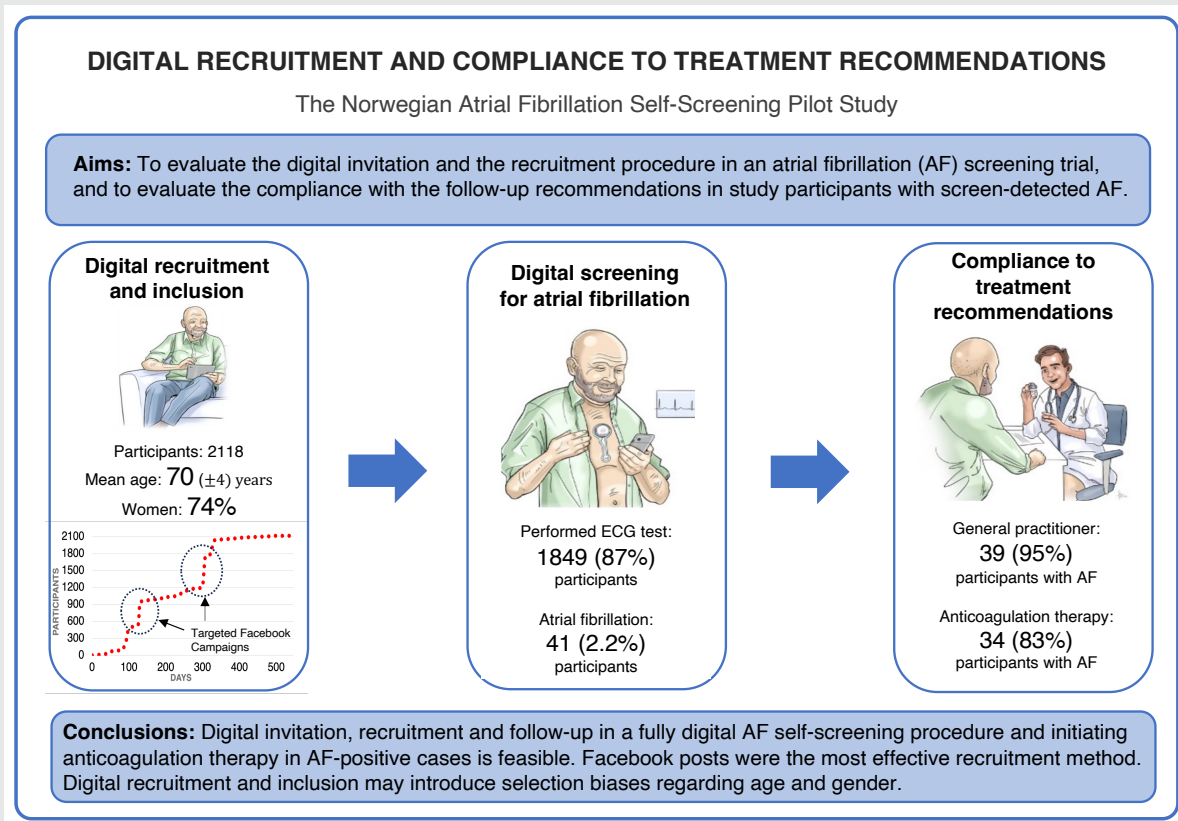 DIGITAL RECRUITMENT AND COMPLIANCE TO TREATMENT RECOMMENDATIONS
The Norwegian Atrial Fibrillation Self-Screening Pilot Study
Aims: To evaluate the digital invitation and the recruitment procedure in an atrial fibrillation (AF) screening trial,
and to evaluate the compliance with the follow-up recommendations in study participants with screen-detected AF.
Digital recruitment
and inclusion
Participants: 2118
Mean age: 70 (±4) years
Women: 74%
PARTICIPANTS
2100
1800
1500
1200
900
600
300
0
0 100 200 300 400 500
DAYS
Targeted Facebook
Campaigns
Digital screening
for atrial fibrillation
Performed ECG test:
1849 (87%)
participants
Atrial fibrillation:
41 (2.2%)
participants
Compliance to
treatment
recommendations
General practitioner:
39 (95%)
participants with AF
Anticoagulation therapy:
34 (83%)
participants with AF
Conclusions: Digital invitation, recruitment and follow-up in a fully digital AF self-screening procedure and initiating
anticoagulation therapy in AF-positive cases is feasible. Facebook posts were the most effective recruitment method.
Digital recruitment and inclusion may introduce selection biases regarding age and gender.